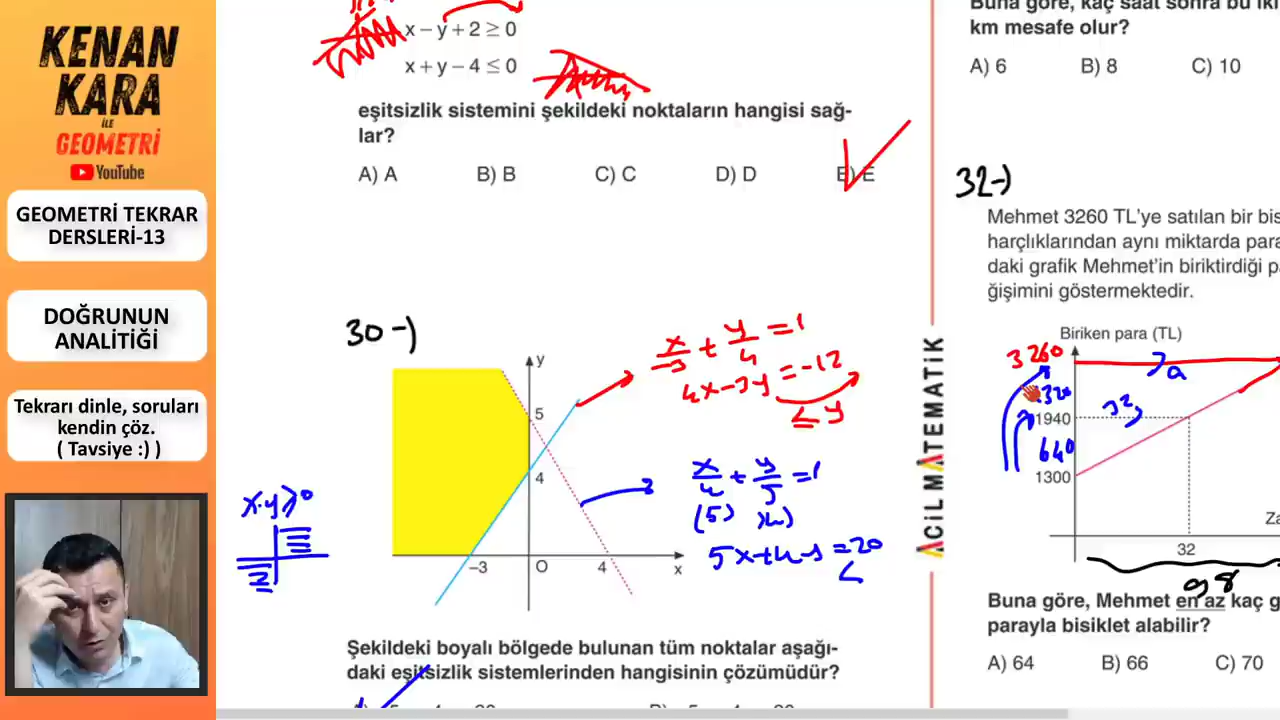 KENAN
KARA
İLE
GEOMETRİ
YouTube
GEOMETRİ TEKRAR
DERSLERİ-13
DOĞRUNUN
ANALİTİĞİ
Tekrarı dinle, soruları
kendin çöz.
( Tavsiye :) )
x.y≥0
x – y + 2 ≥ 0
x + y – 4 ≤ 0
eşitsizlik sistemini şekildeki noktaların hangisi sağ-
lar?
A) A B) B C) C D) D E) E
30-)
y
5
4
–3 O 4 x
x/-3 + y/4 = 1
4x-3y = -12
≤
x/4 + y/5 = 1
(5) (4)
5x+4y = 20
<
Şekildeki boyalı bölgede bulunan tüm noktalar aşağı-
daki eşitsizlik sistemlerinden hangisinin çözümüdür?
ACİLMATEMATİK
Buna göre, kaç saat sonra bu iki
km mesafe olur?
A) 6 B) 8 C) 10
32-)
Mehmet 3260 TL'ye satılan bir bis
harçlıklarından aynı miktarda para
daki grafik Mehmet'in biriktirdiği p
ğişimini göstermektedir.
Biriken para (TL)
3260
a
1320
1940
32
640
1300
Za
32
98
Buna göre, Mehmet en az kaç g
parayla bisiklet alabilir?
A) 64 B) 66 C) 70